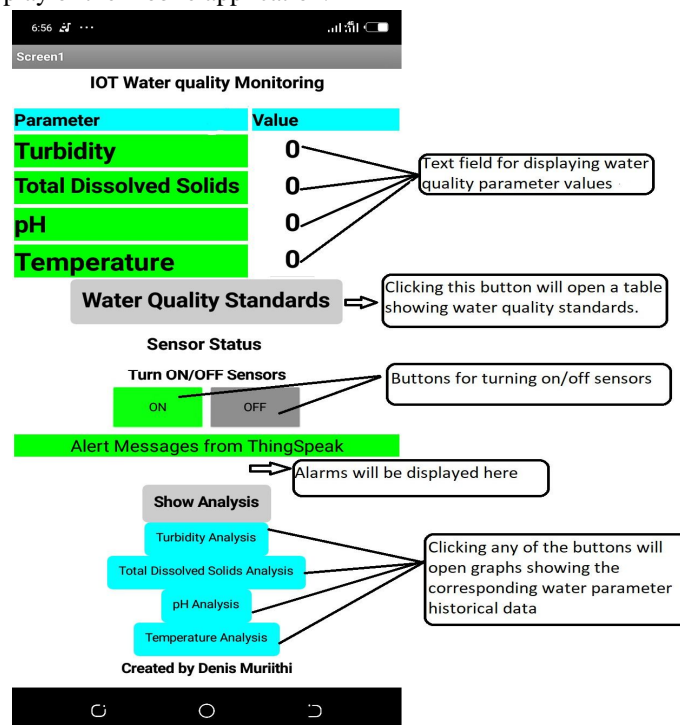 6:56
Screen1
IOT Water quality Monitoring
Parameter Value
Turbidity 0
Total Dissolved Solids 0
pH 0
Temperature 0
Text field for displaying water
quality parameter values
Water Quality Standards
Clicking this button will open a table
showing water quality standards.
Sensor Status
Turn ON/OFF Sensors
ON OFF
Buttons for turning on/off sensors
Alert Messages from ThingSpeak
Alarms will be displayed here
Show Analysis
Turbidity Analysis
Total Dissolved Solids Analysis
pH Analysis
Temperature Analysis
Clicking any of the buttons will
open graphs showing the
corresponding water parameter
historical data
Created by Denis Muriithi